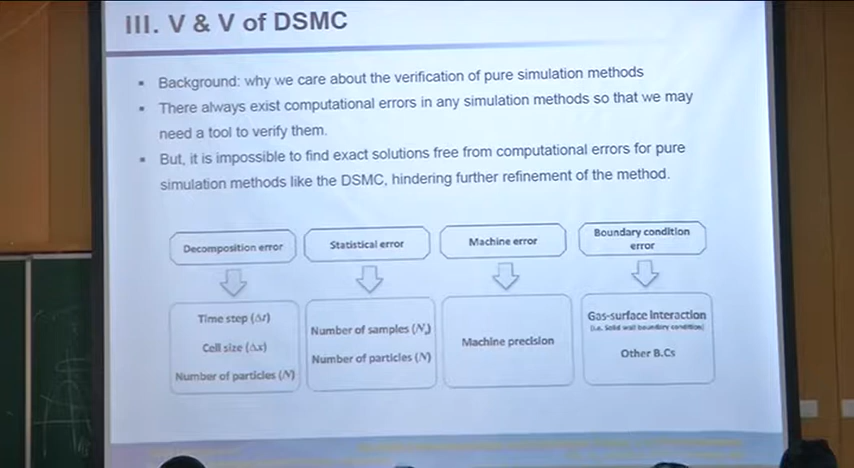 III. V & V of DSMC
▪ Background: why we care about the verification of pure simulation methods
▪ There always exist computational errors in any simulation methods so that we may
need a tool to verify them.
▪ But, it is impossible to find exact solutions free from computational errors for pure
simulation methods like the DSMC, hindering further refinement of the method.
Decomposition error
Statistical error
Machine error
Boundary condition
error
Time step (Δt)
Cell size (Δx)
Number of particles (N)
Number of samples (Ns)
Number of particles (N)
Machine precision
Gas-surface Interaction
(i.e. Solid wall boundary condition)
Other B.Cs